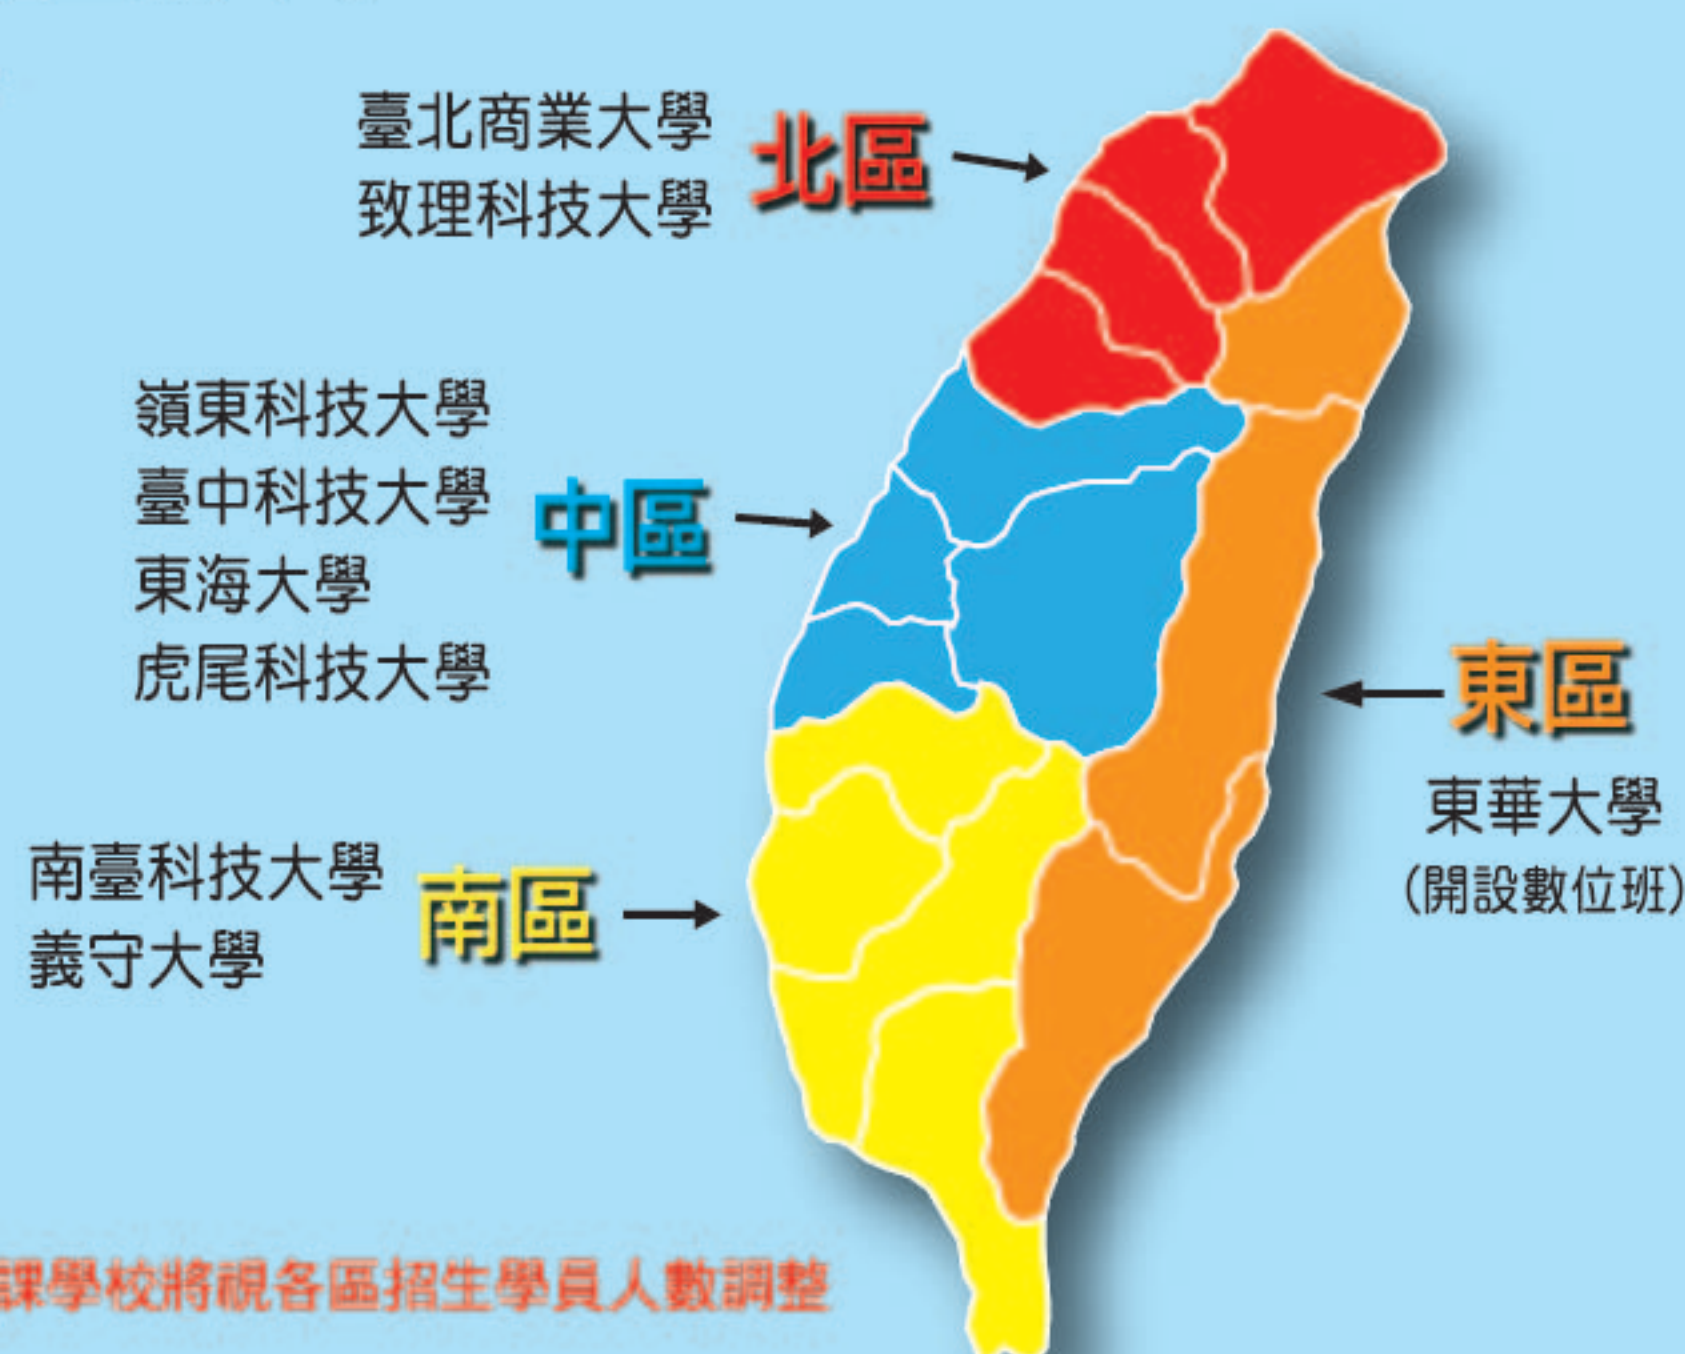 臺北商業大學
致理科技大學
北區
嶺東科技大學
臺中科技大學
東海大學
虎尾科技大學
中區
東區
東華大學
(開設數位班)
南臺科技大學
義守大學
南區
課學校將視各區招生學員人數調整